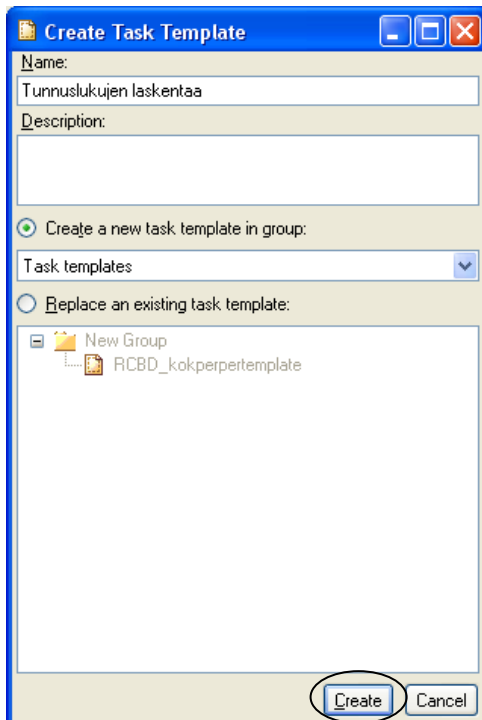 Create Task Template
Name:
Tunnuslukujen laskentaa
Description:
Create a new task template in group:
Task templates
Replace an existing task template:
New Group
RCBD_kokperpertemplate
Create Cancel